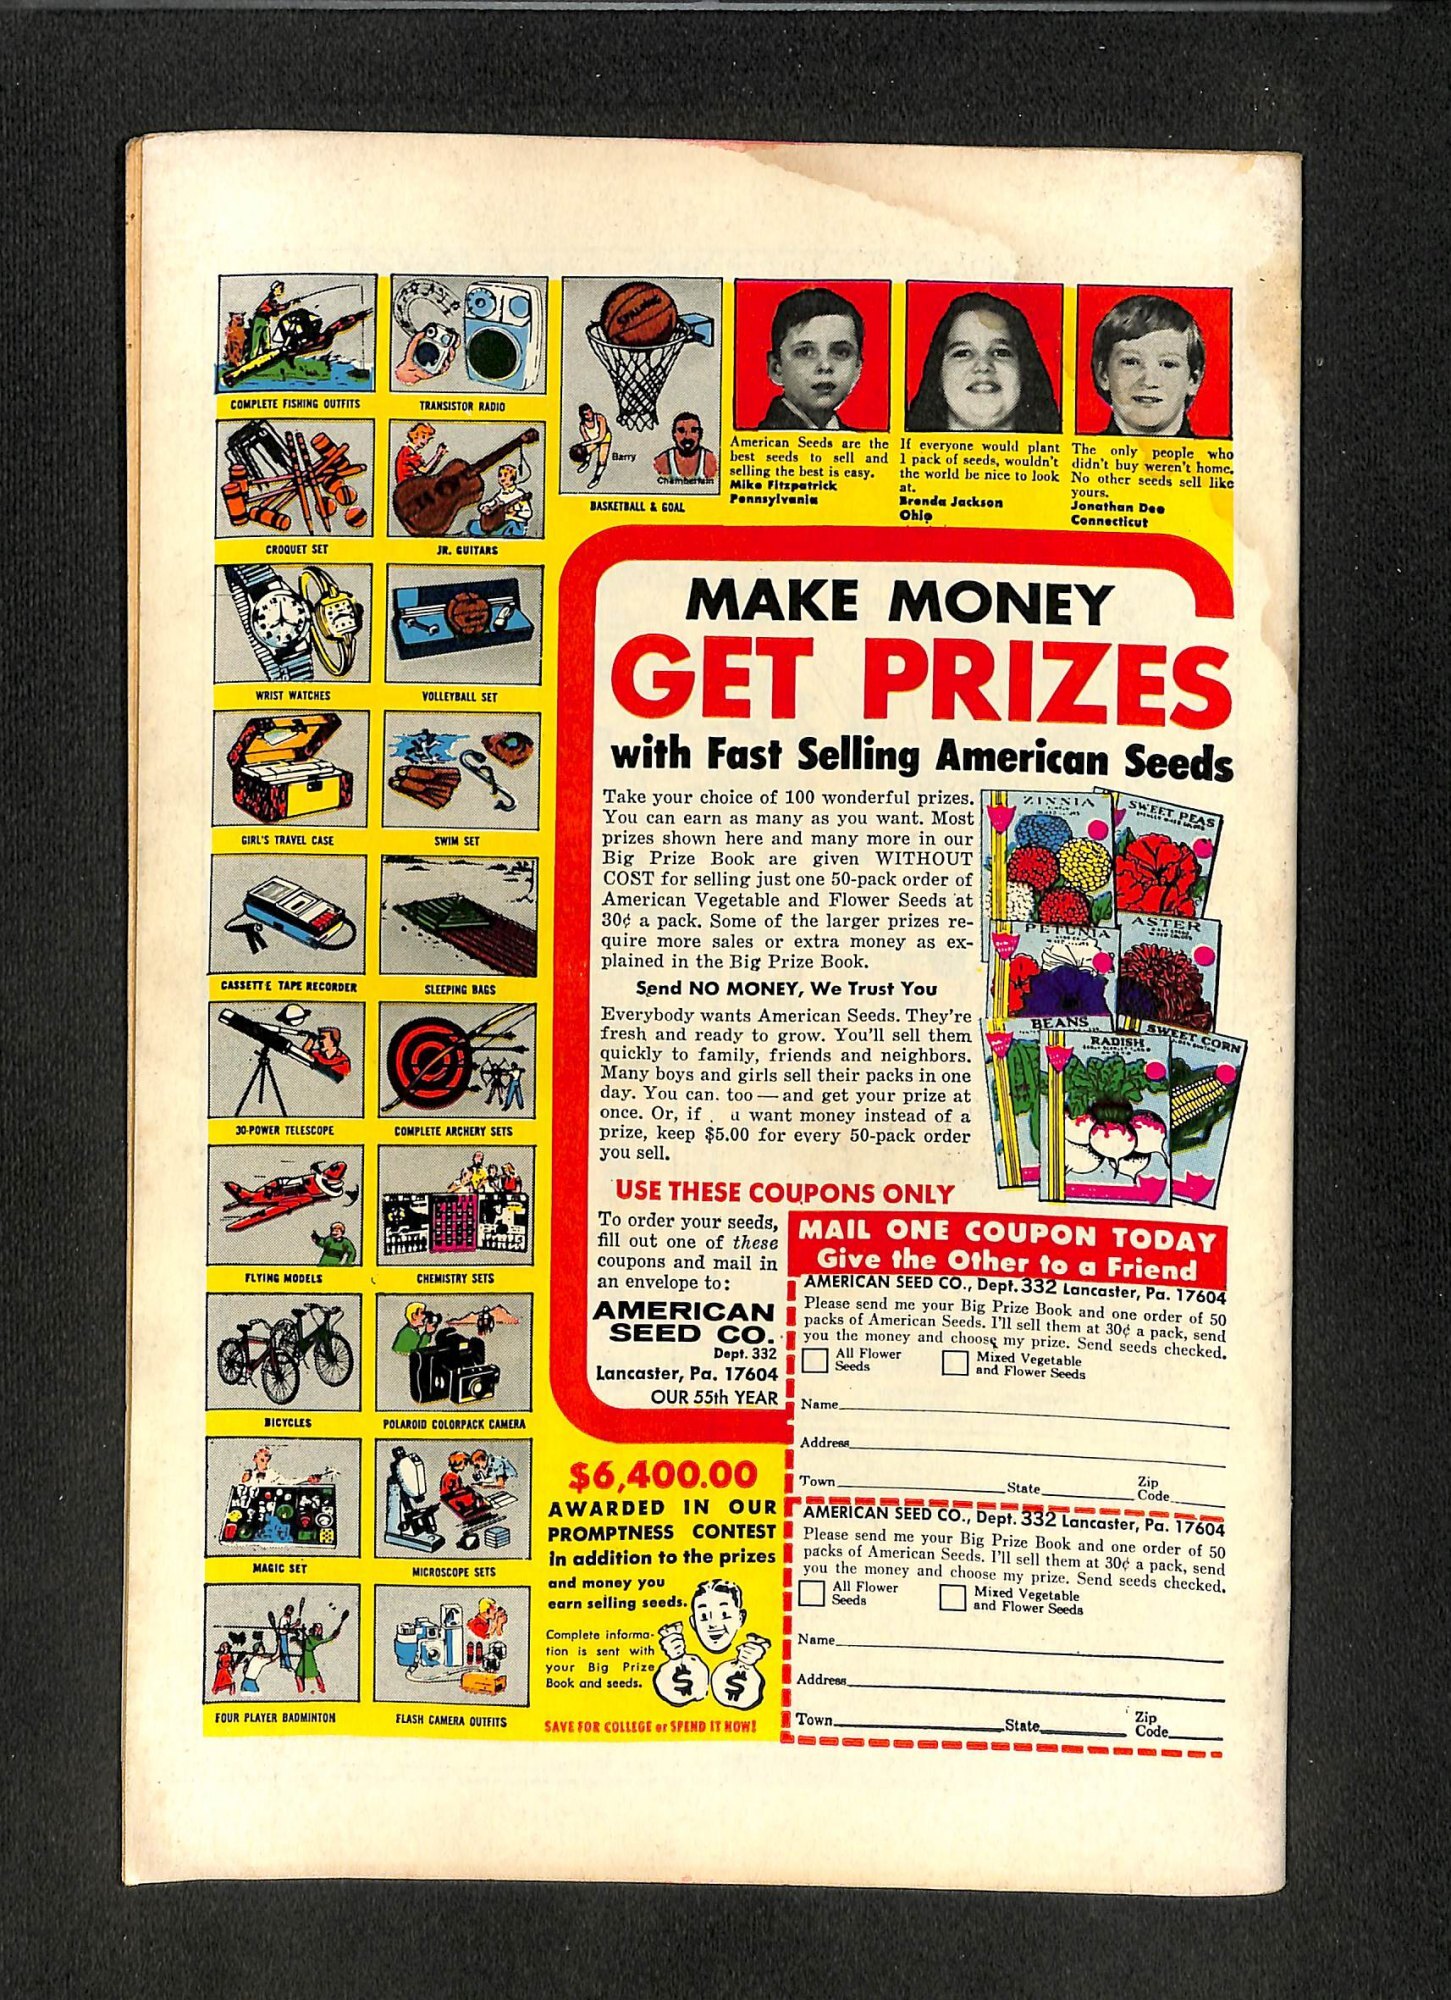 COMPLETE FISHING OUTFITS
TRANSISTOR RADIO
CROQUET SET
JR. GUITARS
WRIST WATCHES
VOLLEYBALL SET
GIRL'S TRAVEL CASE
SWIM SET
CASSETTE TAPE RECORDER
SLEEPING BAGS
30-POWER TELESCOPE
COMPLETE ARCHERY SETS
FLYING MODELS
CHEMISTRY SETS
BICYCLES
POLAROID COLORPACK CAMERA
MAGIC SET
MICROSCOPE SETS
FOUR PLAYER BADMINTON
FLASH CAMERA OUTFITS
SPALDING
Barry
Chamberlain
BASKETBALL & GOAL
American Seeds are the
best seeds to sell and
selling the best is easy.
Mike Fitzpatrick
Pennsylvania
If everyone would plant
1 pack of seeds, wouldn't
the world be nice to look
at.
Brenda Jackson
Ohio
The only people who
didn't buy weren't home.
No other seeds sell like
yours.
Jonathan Dee
Connecticut
MAKE MONEY
GET PRIZES
with Fast Selling American Seeds
Take your choice of 100 wonderful prizes.
You can earn as many as you want. Most
prizes shown here and many more in our
Big Prize Book are given WITHOUT
COST for selling just one 50-pack order of
American Vegetable and Flower Seeds at
30¢ a pack. Some of the larger prizes re-
quire more sales or extra money as ex-
plained in the Big Prize Book.
Send NO MONEY, We Trust You
Everybody wants American Seeds. They're
fresh and ready to grow. You'll sell them
quickly to family, friends and neighbors.
Many boys and girls sell their packs in one
day. You can. too — and get your prize at
once. Or, if u want money instead of a
prize, keep $5.00 for every 50-pack order
you sell.
ZINNIA
SWEET PEAS
PETUNIA
ASTER
BEANS
RADISH
SWEET CORN
USE THESE COUPONS ONLY
To order your seeds,
fill out one of these
coupons and mail in
an envelope to:
AMERICAN
SEED CO.
Dept. 332
Lancaster, Pa. 17604
OUR 55th YEAR
MAIL ONE COUPON TODAY
Give the Other to a Friend
AMERICAN SEED CO., Dept. 332 Lancaster, Pa. 17604
Please send me your Big Prize Book and one order of 50
packs of American Seeds. I'll sell them at 30¢ a pack, send
you the money and choose my prize. Send seeds checked.
All Flower Seeds
Mixed Vegetable and Flower Seeds
Name
Address
Town State Zip Code
AMERICAN SEED CO., Dept. 332 Lancaster, Pa. 17604
Please send me your Big Prize Book and one order of 50
packs of American Seeds. I'll sell them at 30¢ a pack, send
you the money and choose my prize. Send seeds checked.
All Flower Seeds
Mixed Vegetable and Flower Seeds
Name
Address
Town State Zip Code
$6,400.00
AWARDED IN OUR
PROMPTNESS CONTEST
in addition to the prizes
and money you
earn selling seeds.
Complete informa-
tion is sent with
your Big Prize
Book and seeds.
$ $
SAVE FOR COLLEGE or SPEND IT NOW!